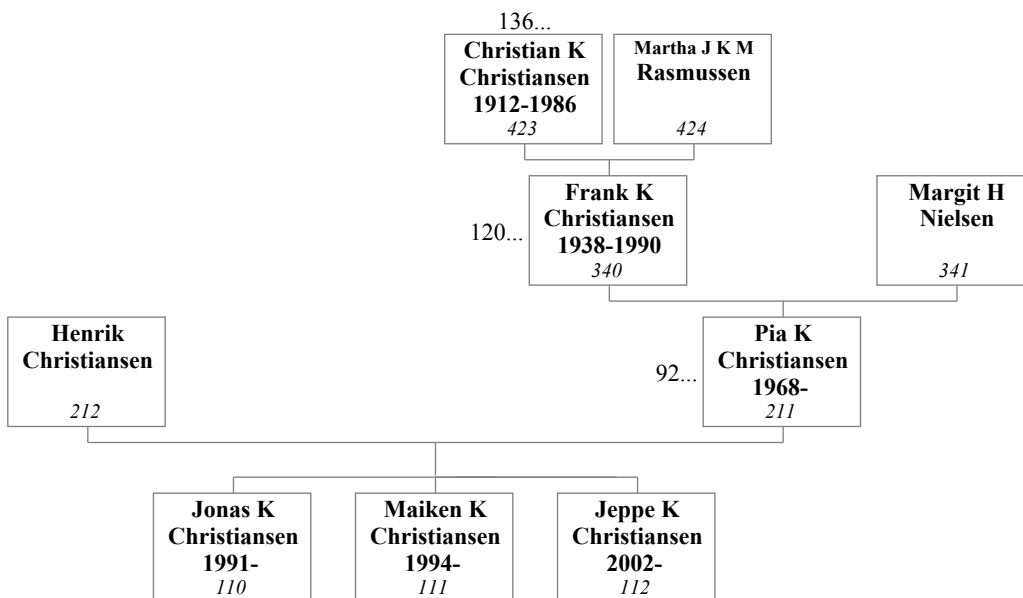 136...
Christian K
Christiansen
1912-1986
423
Martha J K M
Rasmussen
424
120...
Frank K
Christiansen
1938-1990
340
Margit H
Nielsen
341
Henrik
Christiansen
212
92...
Pia K
Christiansen
1968-
211
Jonas K
Christiansen
1991-
110
Maiken K
Christiansen
1994-
111
Jeppe K
Christiansen
2002-
112